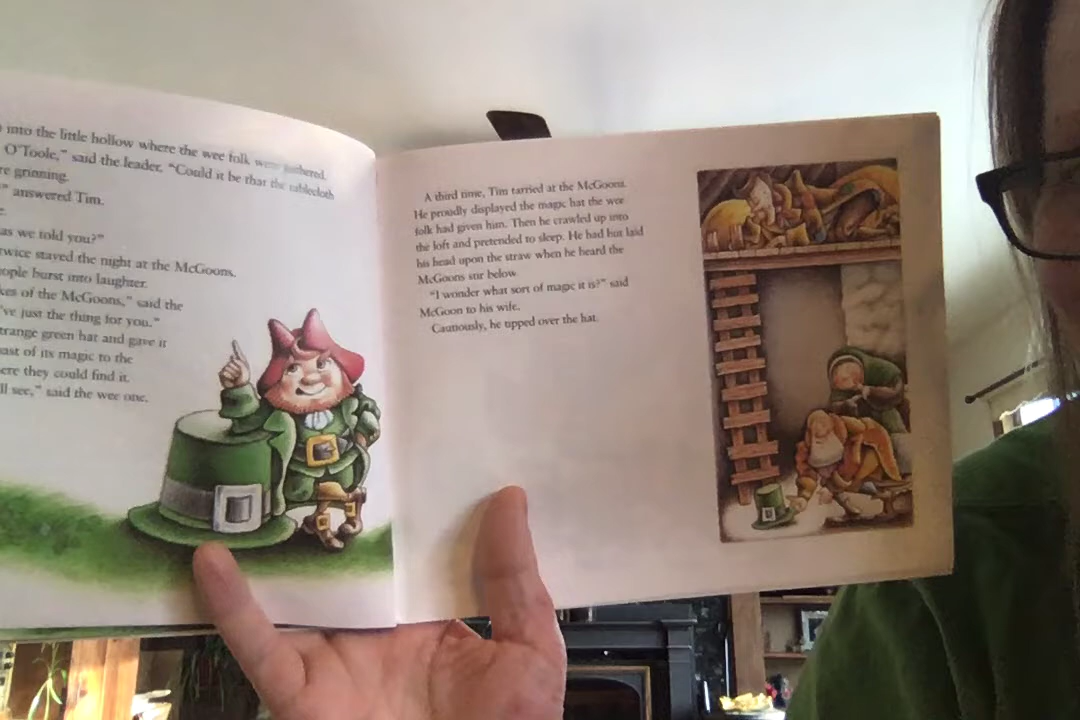 into the little hollow where the wee folk were gathered.
O'Toole," said the leader. "Could it be that the tablecloth
re grinning.
" answered Tim.
e.
as we told you?"
twice stayed the night at the McGoons.
ople burst into laughter.
kes of the McGoons," said the
've just the thing for you."
trange green hat and gave it
oast of its magic to the
ere they could find it.
ll see," said the wee one.
A third time, Tim tarried at the McGoons.
He proudly displayed the magic hat the wee
folk had given him. Then he crawled up into
the loft and pretended to sleep. He had but laid
his head upon the straw when he heard the
McGoons stir below.
"I wonder what sort of magic it is?" said
McGoon to his wife.
Cautiously, he tipped over the hat.